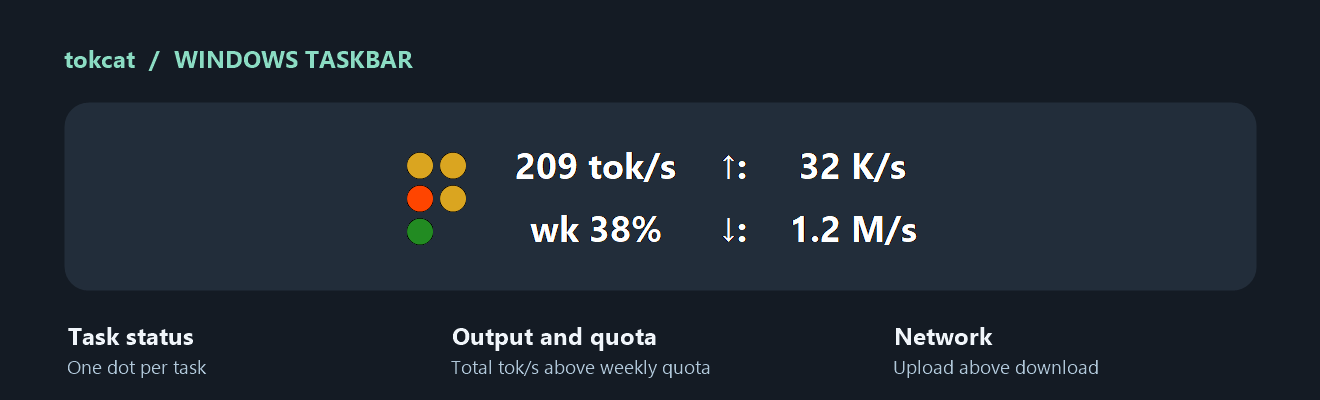 tokcat / WINDOWS TASKBAR
209 tok/s ↑: 32 K/s
wk 38% ↓: 1.2 M/s
Task status
One dot per task
Output and quota
Total tok/s above weekly quota
Network
Upload above download